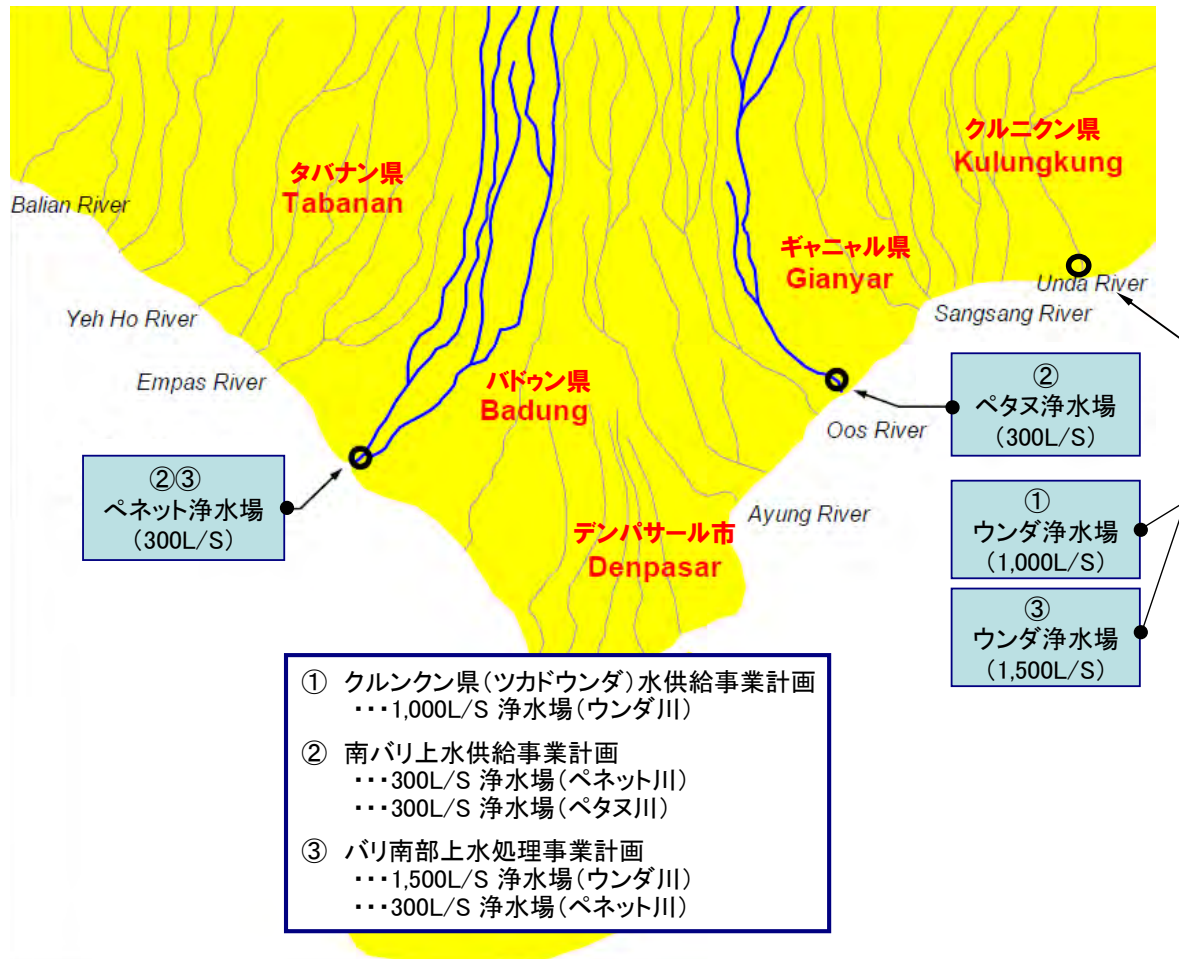 クルニクン県
Kulungkung
タバナン県
Tabanan
Balian River
ギャニャル県
Gianyar
Unda River
Sangsang River
Yeh Ho River
Empas River
バドゥン県
Badung
②
ペタヌ浄水場
(300L/S)
Oos River
②③
ペネット浄水場
(300L/S)
①
ウンダ浄水場
(1,000L/S)
Ayung River
デンパサール市
Denpasar
③
ウンダ浄水場
(1,500L/S)
① クルンクン県(ツカドウンダ)水供給事業計画
・・・1,000L/S 浄水場(ウンダ川)
② 南バリ上水供給事業計画
・・・300L/S 浄水場(ペネット川)
・・・300L/S 浄水場(ペタヌ川)
③ バリ南部上水処理事業計画
・・・1,500L/S 浄水場(ウンダ川)
・・・300L/S 浄水場(ペネット川)